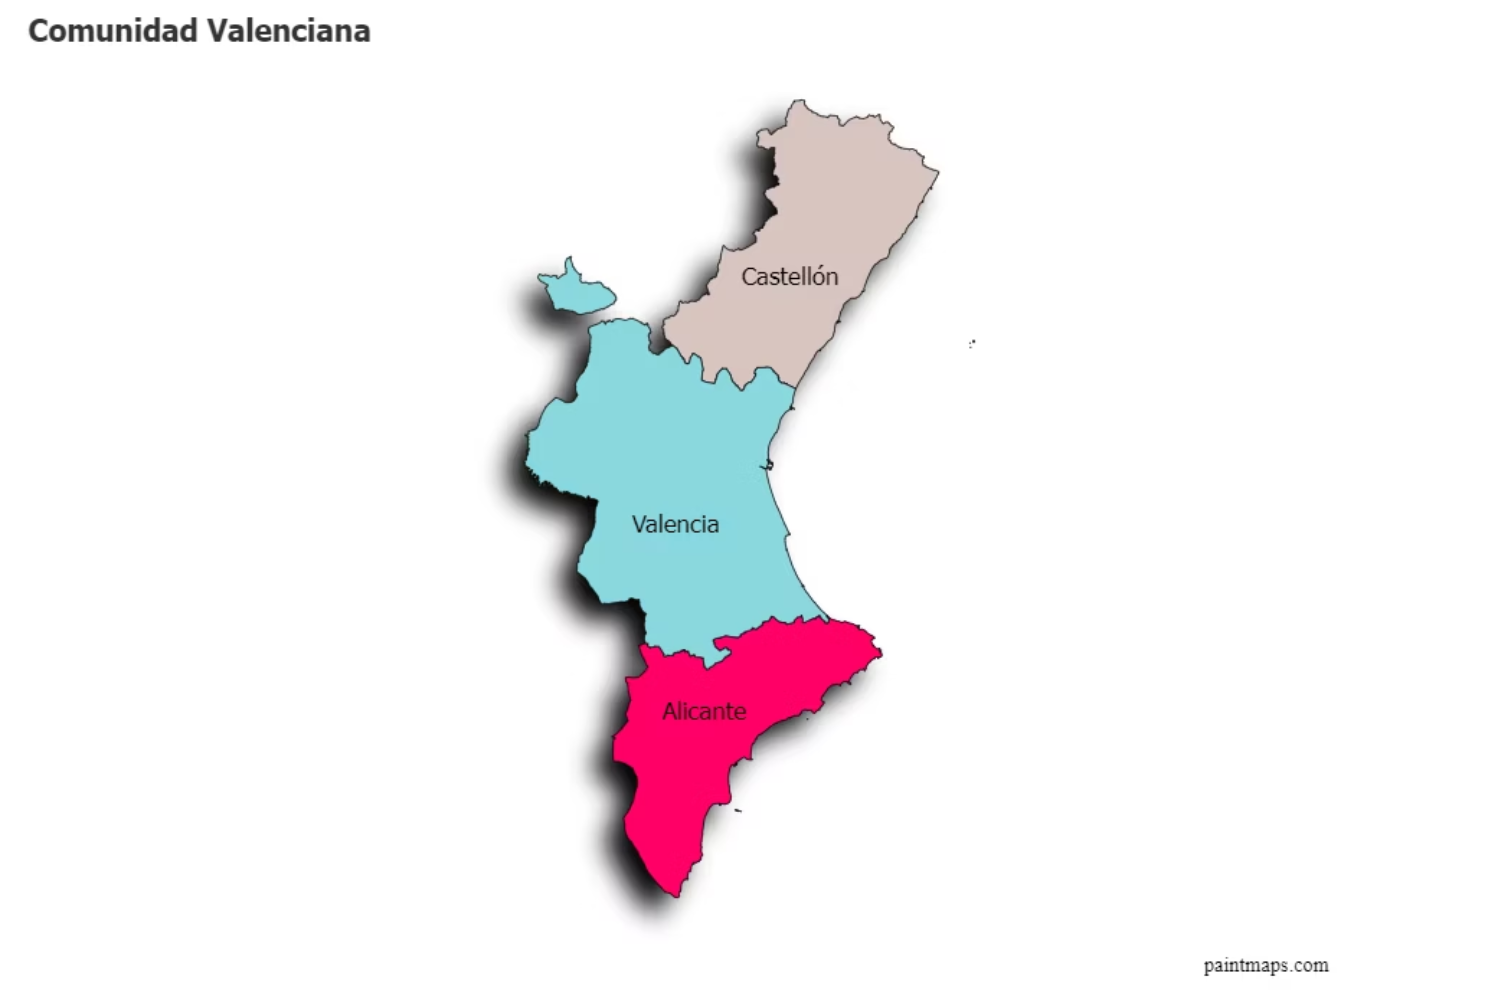 Comunidad Valenciana
Castellón
Valencia
Alicante
paintmaps.com